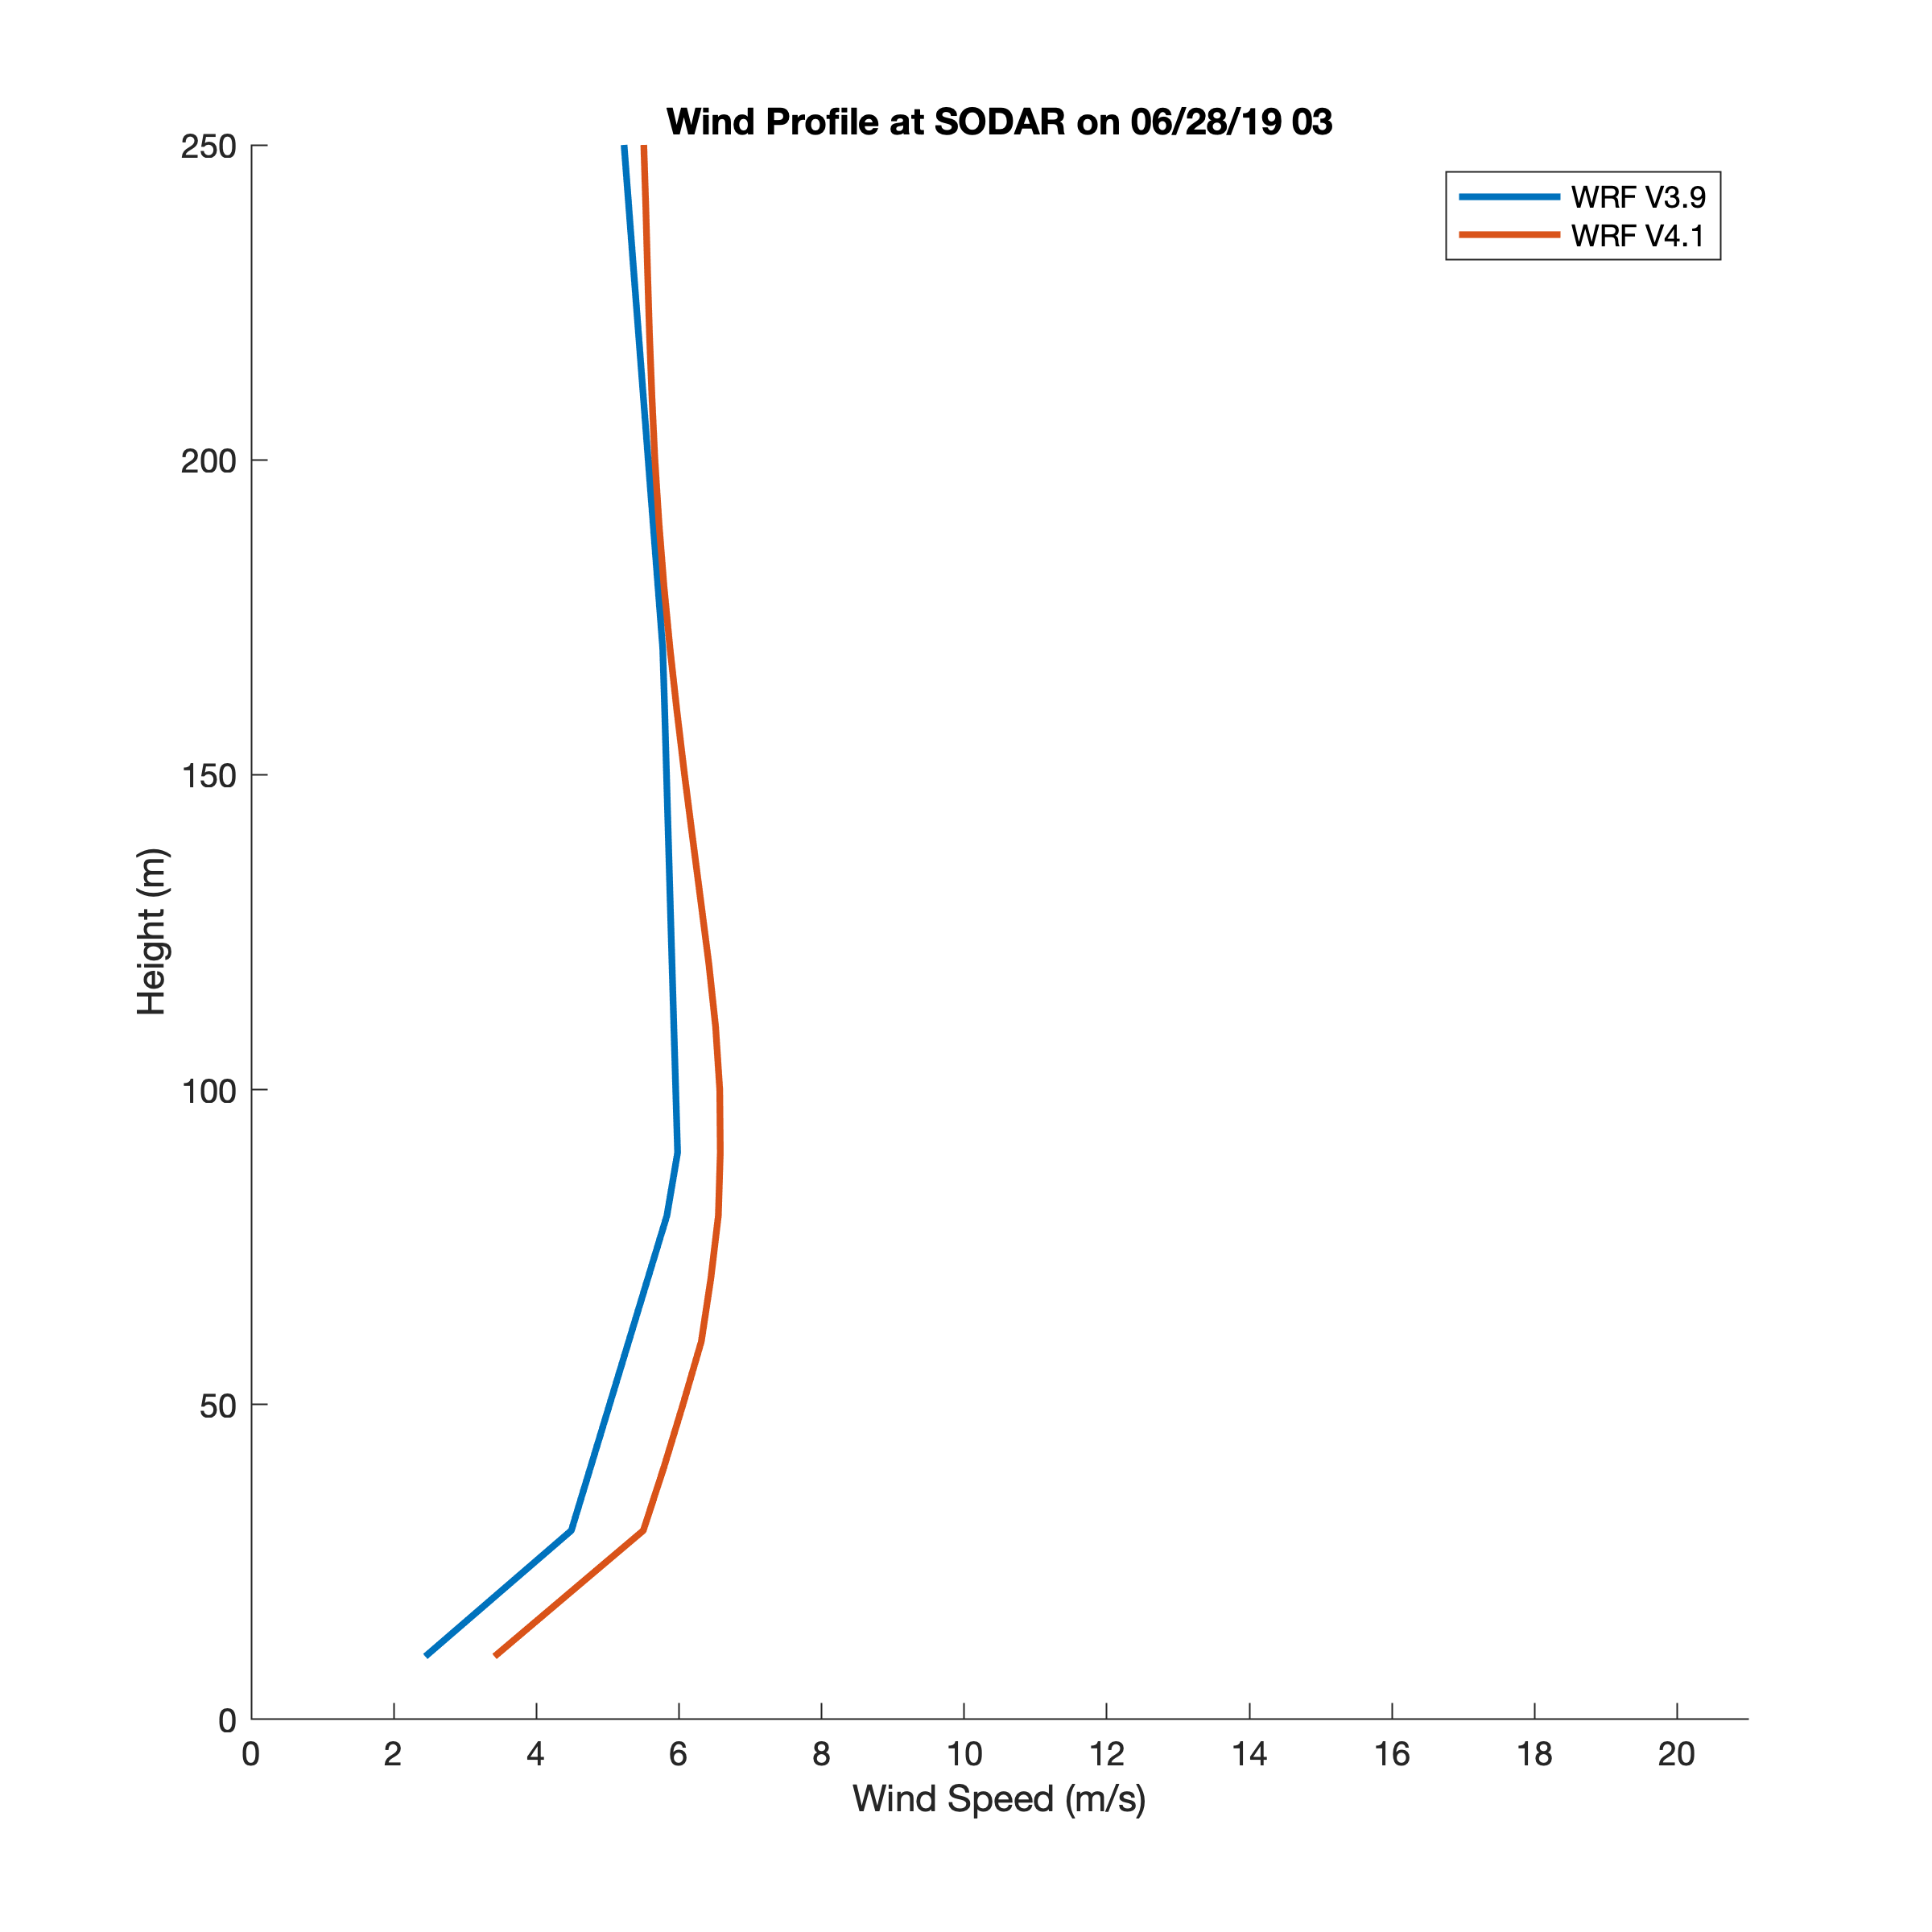 Wind Profile at SODAR on 06/28/19 03
WRF V3.9
WRF V4.1
250
200
150
100
50
0
Height (m)
0 2 4 6 8 10 12 14 16 18 20
Wind Speed (m/s)